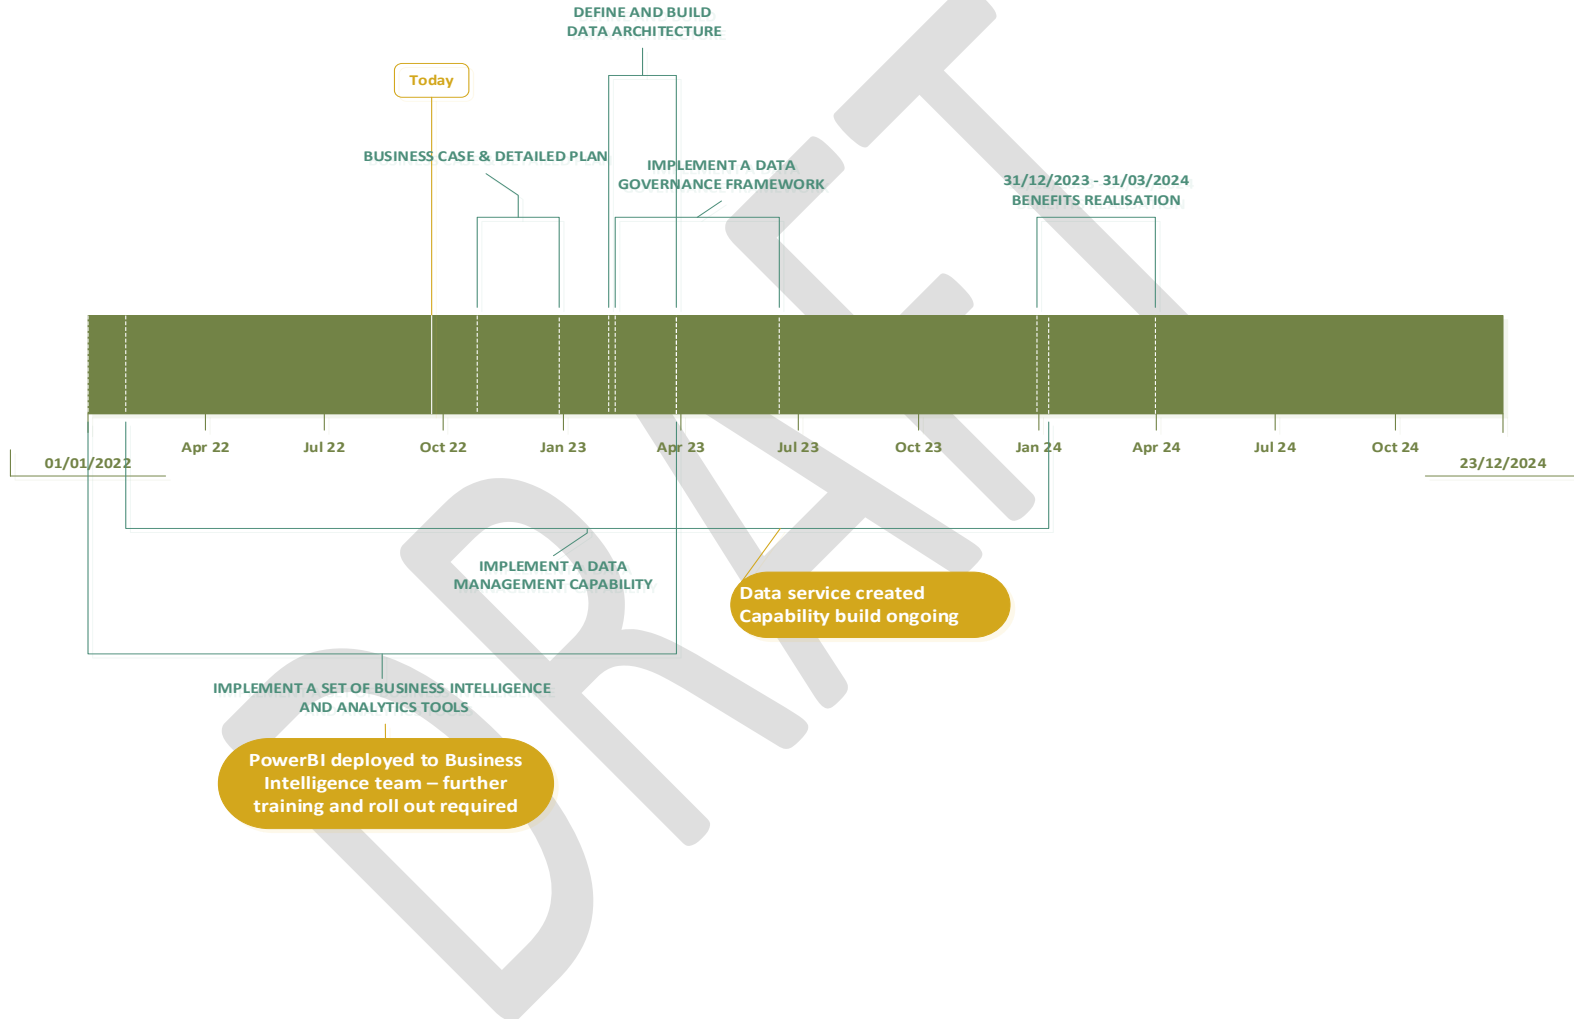 DEFINE AND BUILD
DATA ARCHITECTURE
Today
BUSINESS CASE & DETAILED PLAN
IMPLEMENT A DATA
GOVERNANCE FRAMEWORK
31/12/2023 - 31/03/2024
BENEFITS REALISATION
Apr 22
Jul 22
Oct 22
Jan 23
Apr 23
Jul 23
Oct 23
Jan 24
Apr 24
Jul 24
Oct 24
01/01/2022
23/12/2024
IMPLEMENT A DATA
MANAGEMENT CAPABILITY
Data service created
Capability build ongoing
IMPLEMENT A SET OF BUSINESS INTELLIGENCE
AND ANALYTICS TOOLS
PowerBI deployed to Business
Intelligence team – further
training and roll out required
DRAFT